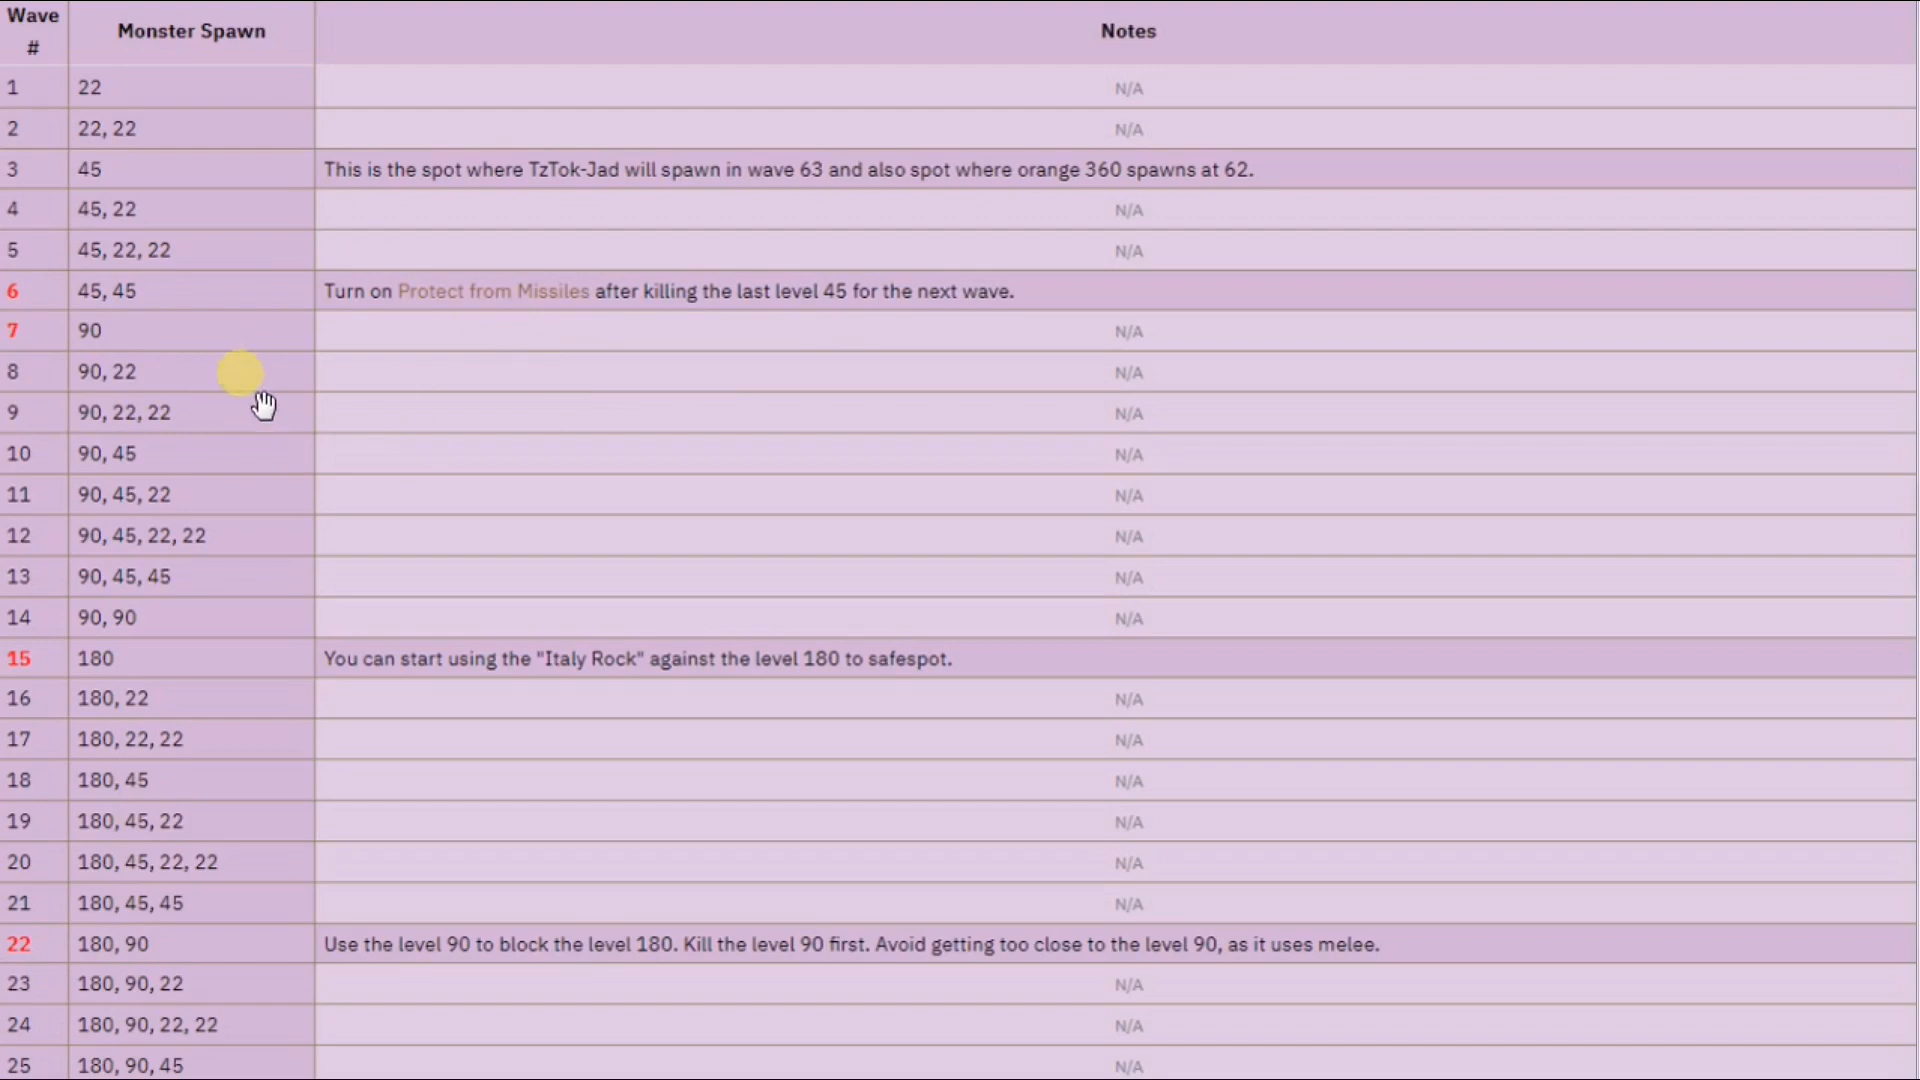 Wave # Monster Spawn Notes
1 22 N/A
2 22, 22 N/A
3 45 This is the spot where TzTok-Jad will spawn in wave 63 and also spot where orange 360 spawns at 62.
4 45, 22 N/A
5 45, 22, 22 N/A
6 45, 45 Turn on Protect from Missiles after killing the last level 45 for the next wave.
7 90 N/A
8 90, 22 N/A
9 90, 22, 22 N/A
10 90, 45 N/A
11 90, 45, 22 N/A
12 90, 45, 22, 22 N/A
13 90, 45, 45 N/A
14 90, 90 N/A
15 180 You can start using the "Italy Rock" against the level 180 to safespot.
16 180, 22 N/A
17 180, 22, 22 N/A
18 180, 45 N/A
19 180, 45, 22 N/A
20 180, 45, 22, 22 N/A
21 180, 45, 45 N/A
22 180, 90 Use the level 90 to block the level 180. Kill the level 90 first. Avoid getting too close to the level 90, as it uses melee.
23 180, 90, 22 N/A
24 180, 90, 22, 22 N/A
25 180, 90, 45 N/A